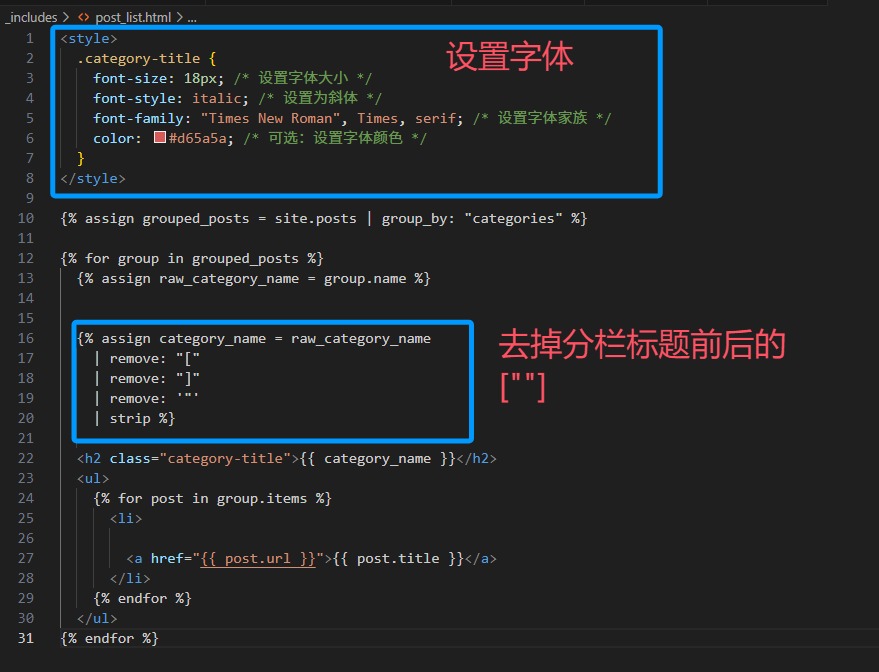 _includes > <> post_list.html > ...
1 <style>
设置字体
2 .category-title {
3 font-size: 18px; /* 设置字体大小 */
4 font-style: italic; /* 设置为斜体 */
5 font-family: "Times New Roman", Times, serif; /* 设置字体家族 */
6 color: #d65a5a; /* 可选：设置字体颜色 */
7 }
8 </style>
9
10 {% assign grouped_posts = site.posts | group_by: "categories" %}
11
12 {% for group in grouped_posts %}
13 {% assign raw_category_name = group.name %}
14
15
16 {% assign category_name = raw_category_name
17 | remove: "["
18 | remove: "]"
19 | remove: '"'
20 | strip %}
去掉分栏标题前后的
[""]
21
22 <h2 class="category-title">{{ category_name }}</h2>
23 <ul>
24 {% for post in group.items %}
25 <li>
26
27 <a href="{{ post.url }}">{{ post.title }}</a>
28 </li>
29 {% endfor %}
30 </ul>
31 {% endfor %}